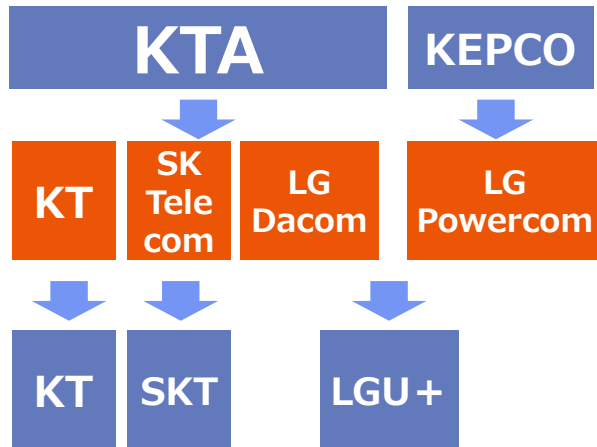 KTA
KEPCO
KT
SK
Tele
com
LG
Dacom
LG
Powercom
KT
SKT
LGU+